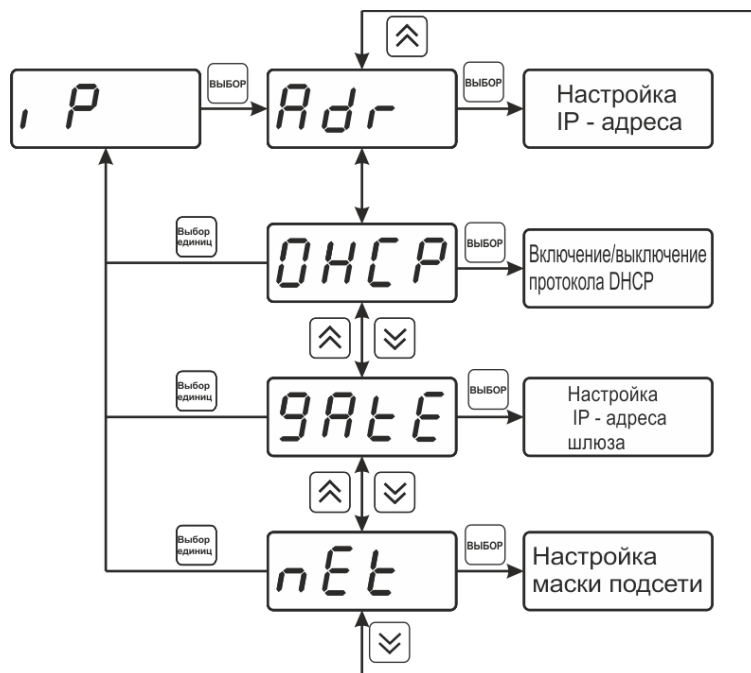 ıP
ВЫБОР
Adr
ВЫБОР
Настройка
IP - адреса
Выбор
единиц
DHCP
ВЫБОР
Включение/выключение
протокола DHCP
Выбор
единиц
gAtE
ВЫБОР
Настройка
IP - адреса
шлюза
Выбор
единиц
nEt
ВЫБОР
Настройка
маски подсети